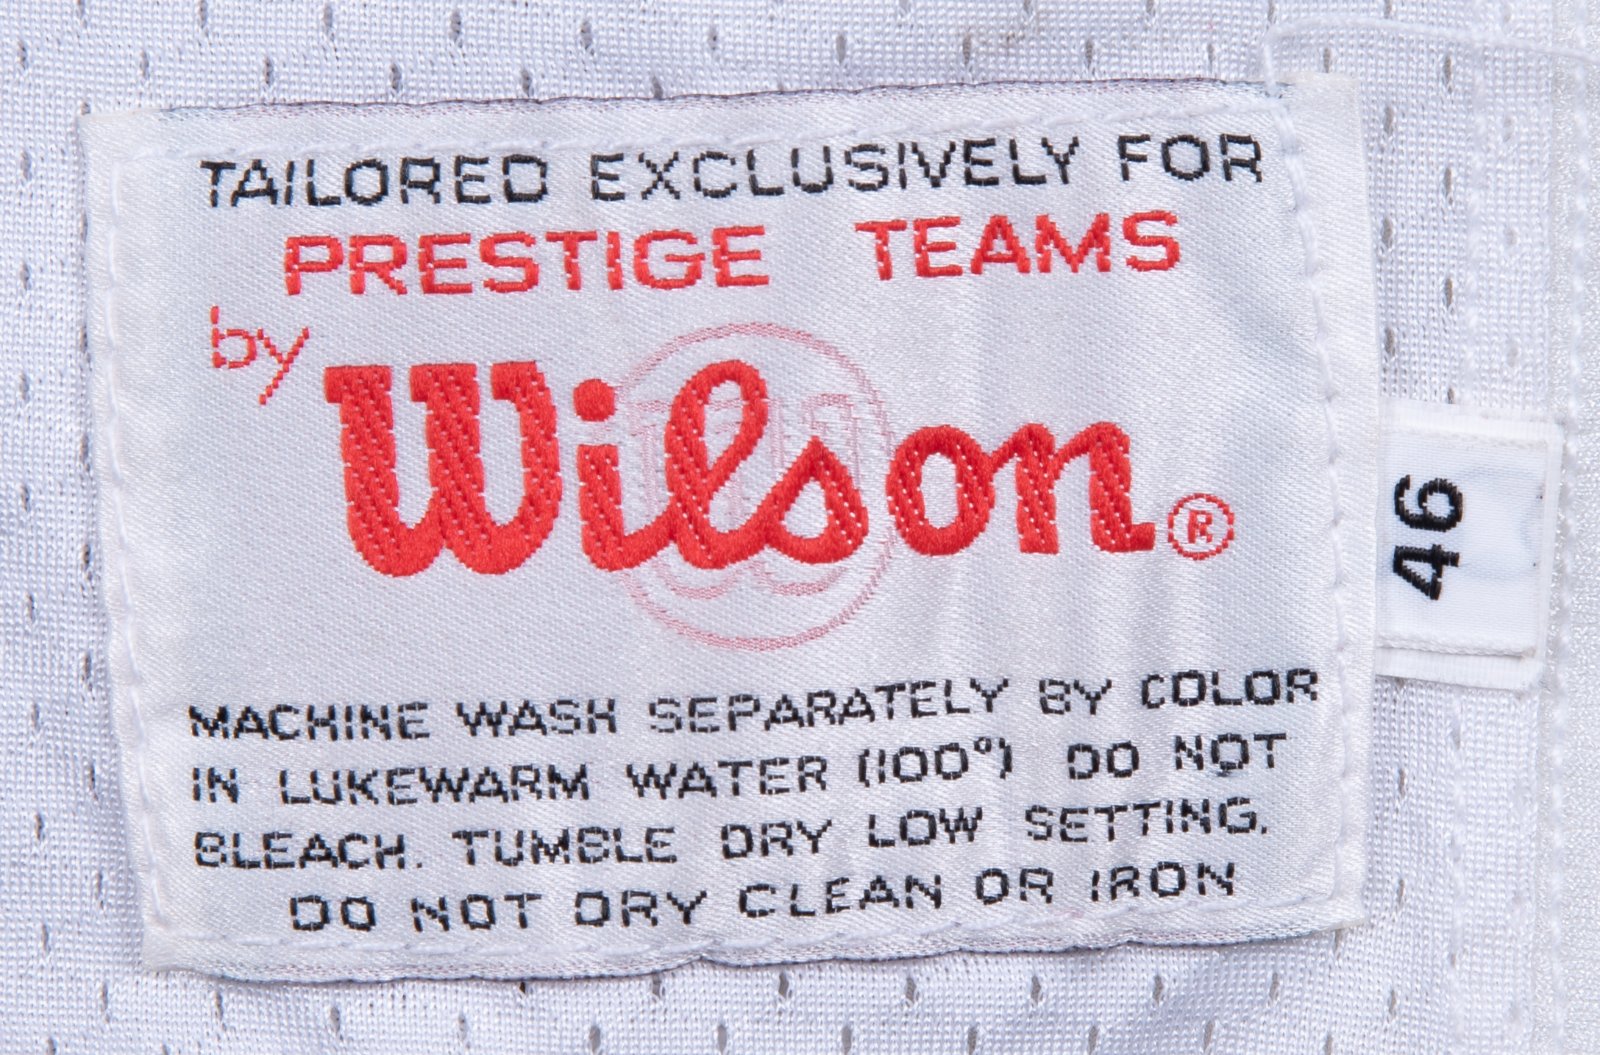 TAILORED EXCLUSIVELY FOR
PRESTIGE TEAMS
by
Wilson®
MACHINE WASH SEPARATELY BY COLOR
IN LUKEWARM WATER (100°) DO NOT
BLEACH. TUMBLE DRY LOW SETTING.
DO NOT DRY CLEAN OR IRON
46